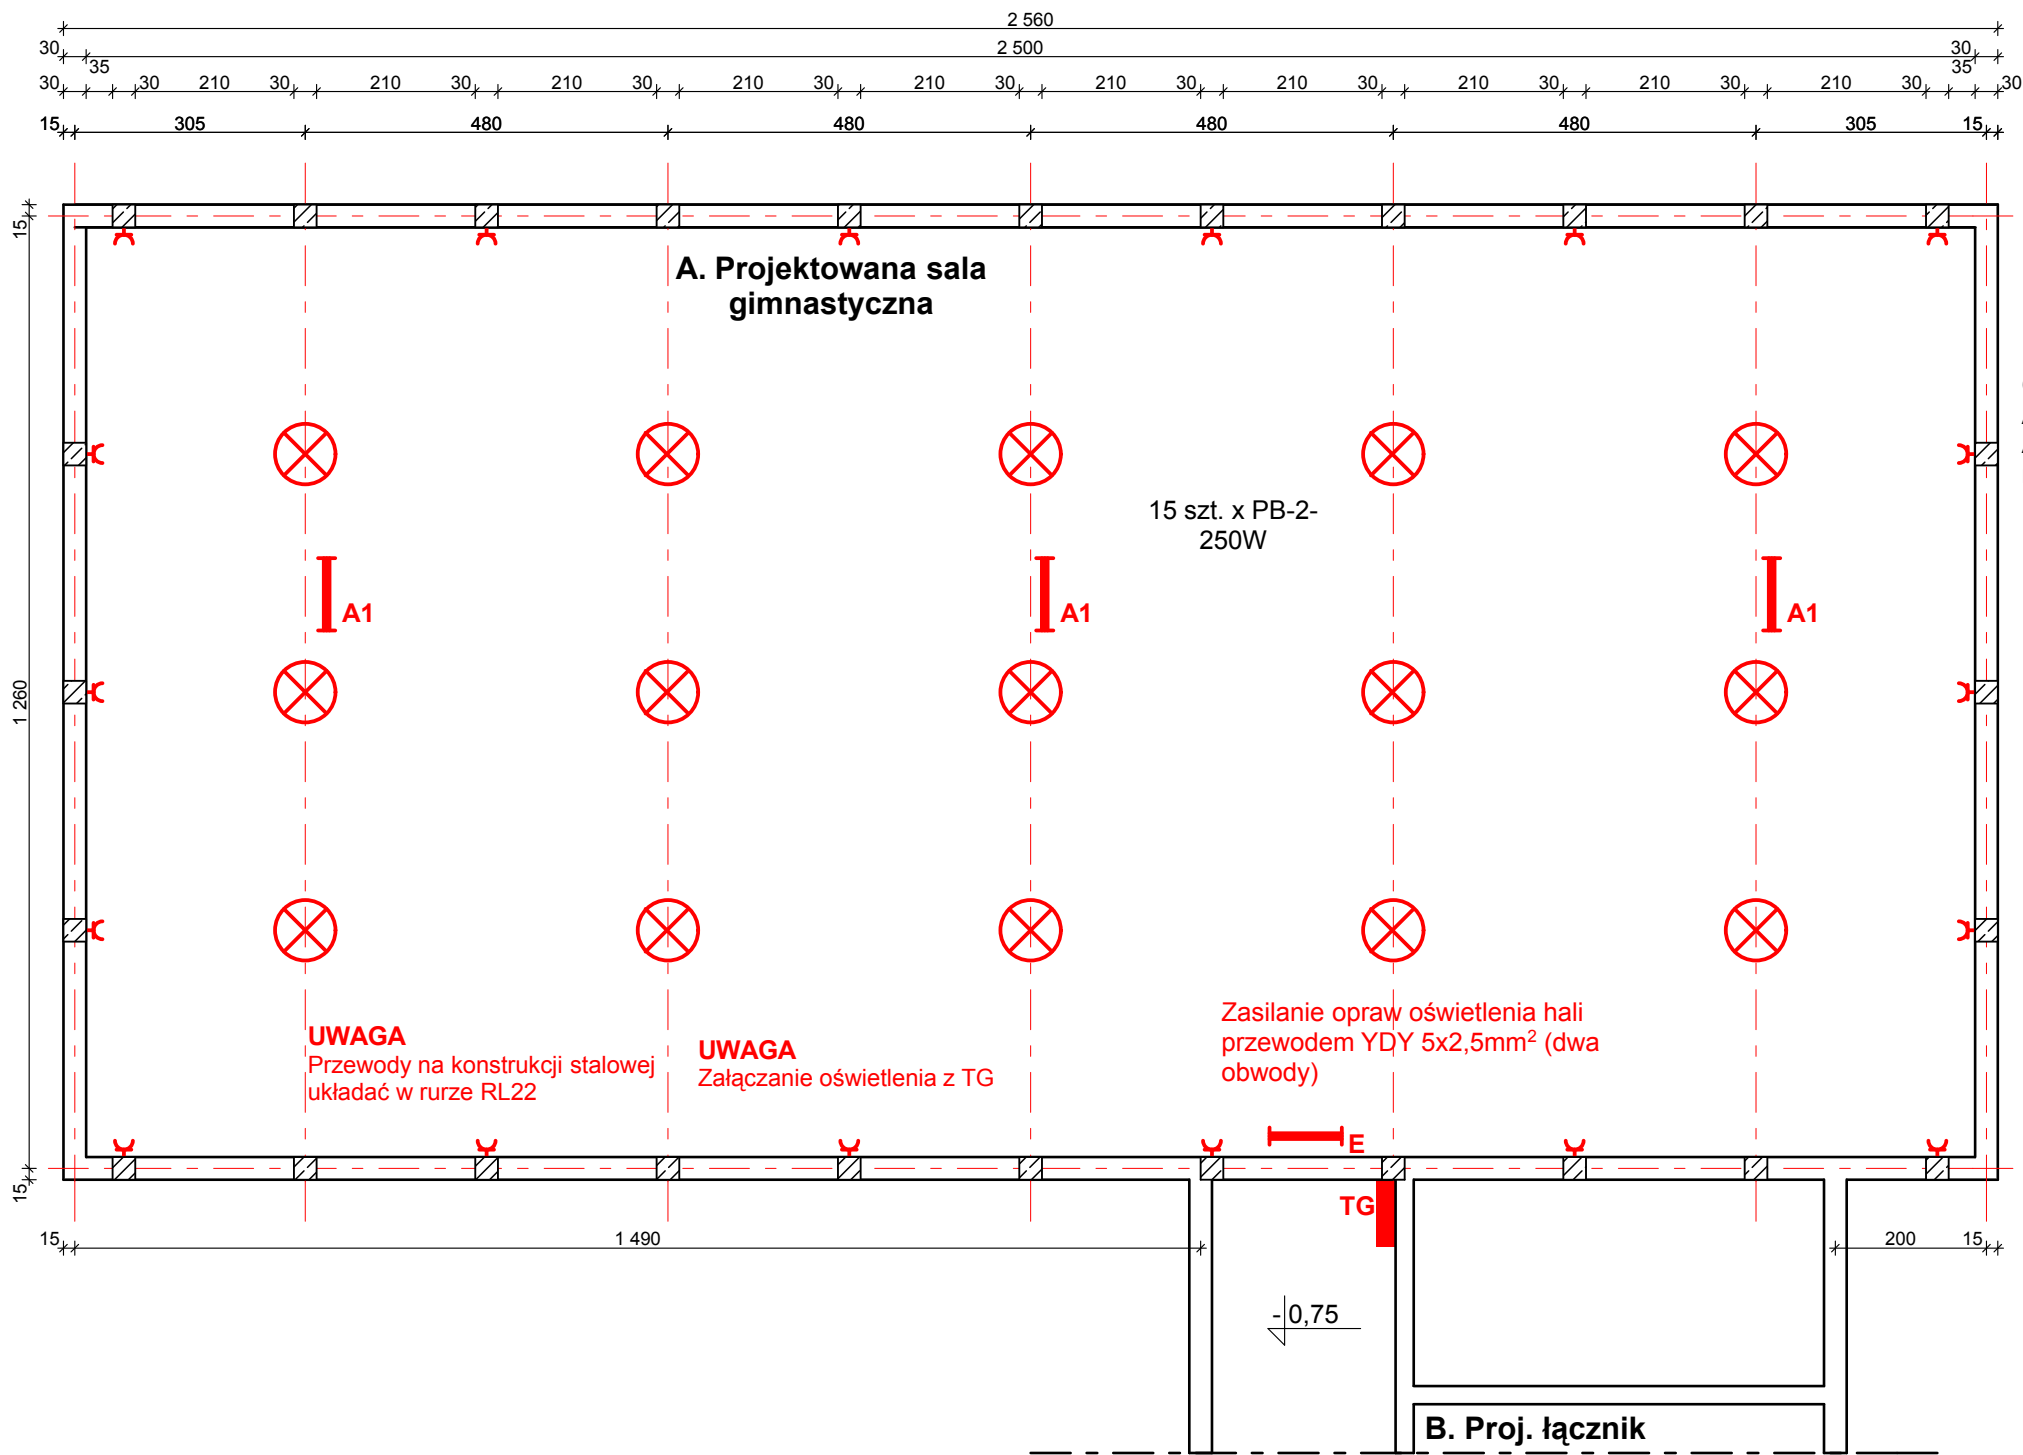 2 560
30 2 500 30
35 35
30 30 210 30 210 30 210 30 210 30 210 30 210 30 210 30 210 30 210 30 210 30 30
15 305 480 480 480 480 305 15
15
A. Projektowana sala
gimnastyczna
15 szt. x PB-2-
250W
A1 A1 A1
1 260
UWAGA
Przewody na konstrukcji stalowej
układać w rurze RL22
UWAGA
Załączanie oświetlenia z TG
Zasilanie opraw oświetlenia hali
przewodem YDY 5x2,5mm² (dwa
obwody)
E
15
TG
15 1 490 200 15
-0,75
B. Proj. łącznik